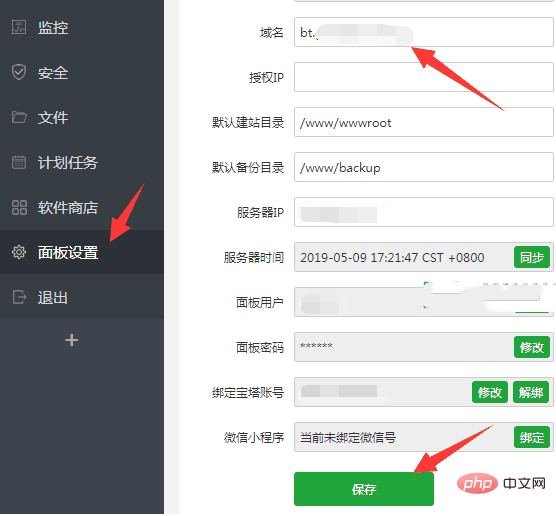 监控
安全
文件
计划任务
软件商店
面板设置
退出
+
域名 bt.
授权IP
默认建站目录 /www/wwwroot
默认备份目录 /www/backup
服务器IP
服务器时间 2019-05-09 17:21:47 CST +0800 同步
面板用户
面板密码 ****** 修改
绑定宝塔账号 修改 解绑
微信小程序 当前未绑定微信号 绑定
保存
php 中文网